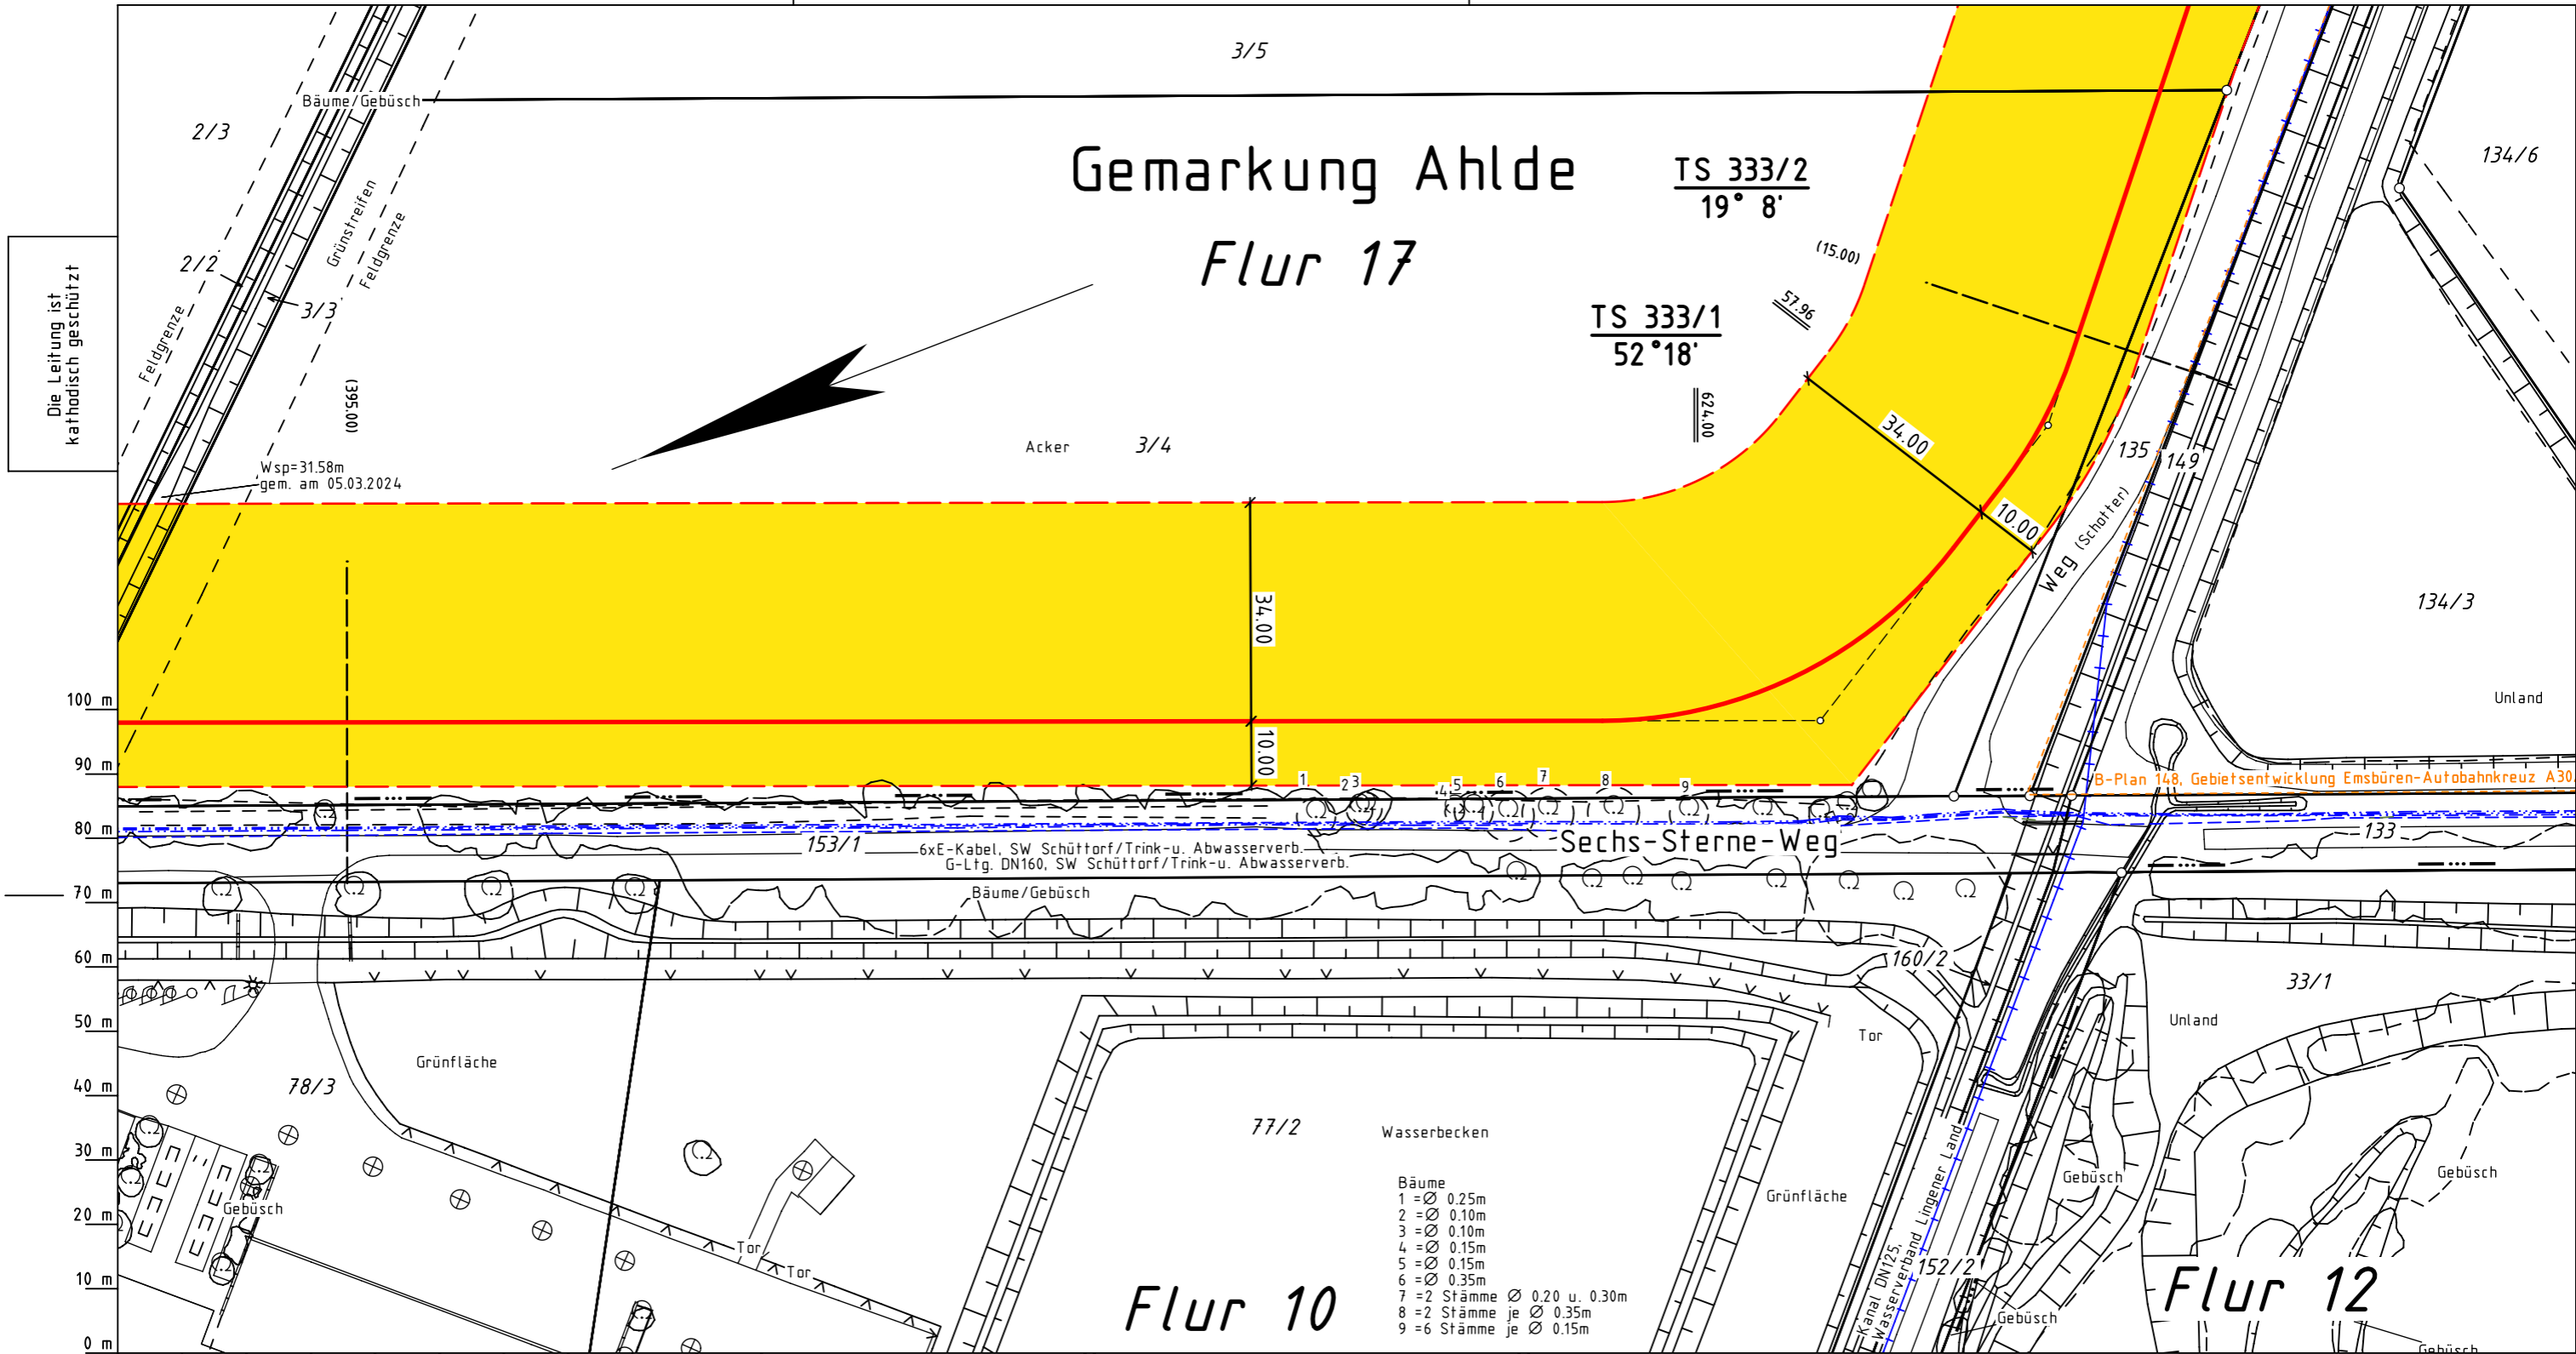 3/5
Bäume/Gebüsch
2/3
Gemarkung Ahlde
TS 333/2
19° 8'
134/6
Flur 17
Grünstreifen
Feldgrenze
(15.00)
2/2
3/3
Die Leitung ist
kathodisch geschützt
Feldgrenze
57.96
TS 333/1
52°18'
(395.00)
624.00
34.00
Acker
3/4
135
149
Wsp=31.58m
gem. am 05.03.2024
10.00
Weg (Schotter)
34.00
134/3
100 m
Unland
10.00
90 m
1
2
3
4
5
6
7
8
9
B-Plan 148, Gebietsentwicklung Emsbüren-Autobahnkreuz A30
80 m
133
153/1
6xE-Kabel, SW Schüttorf/Trink-u. Abwasserverb.
G-Ltg. DN160, SW Schüttorf/Trink-u. Abwasserverb.
Sechs-Sterne-Weg
70 m
Bäume/Gebüsch
60 m
160/2
33/1
50 m
Unland
Tor
Grünfläche
40 m
78/3
77/2
Wasserbecken
30 m
Gebüsch
Gebüsch
Bäume
1 =Ø 0.25m
2 =Ø 0.10m
3 =Ø 0.10m
4 =Ø 0.15m
5 =Ø 0.15m
6 =Ø 0.35m
7 =2 Stämme Ø 0.20 u. 0.30m
8 =2 Stämme je Ø 0.35m
9 =6 Stämme je Ø 0.15m
Grünfläche
Gebüsch
20 m
Tor
Tor
Kanal DN125,
Wasserverband Lingener Land
152/2
10 m
Flur 10
Flur 12
Gebüsch
0 m
Gebüsch